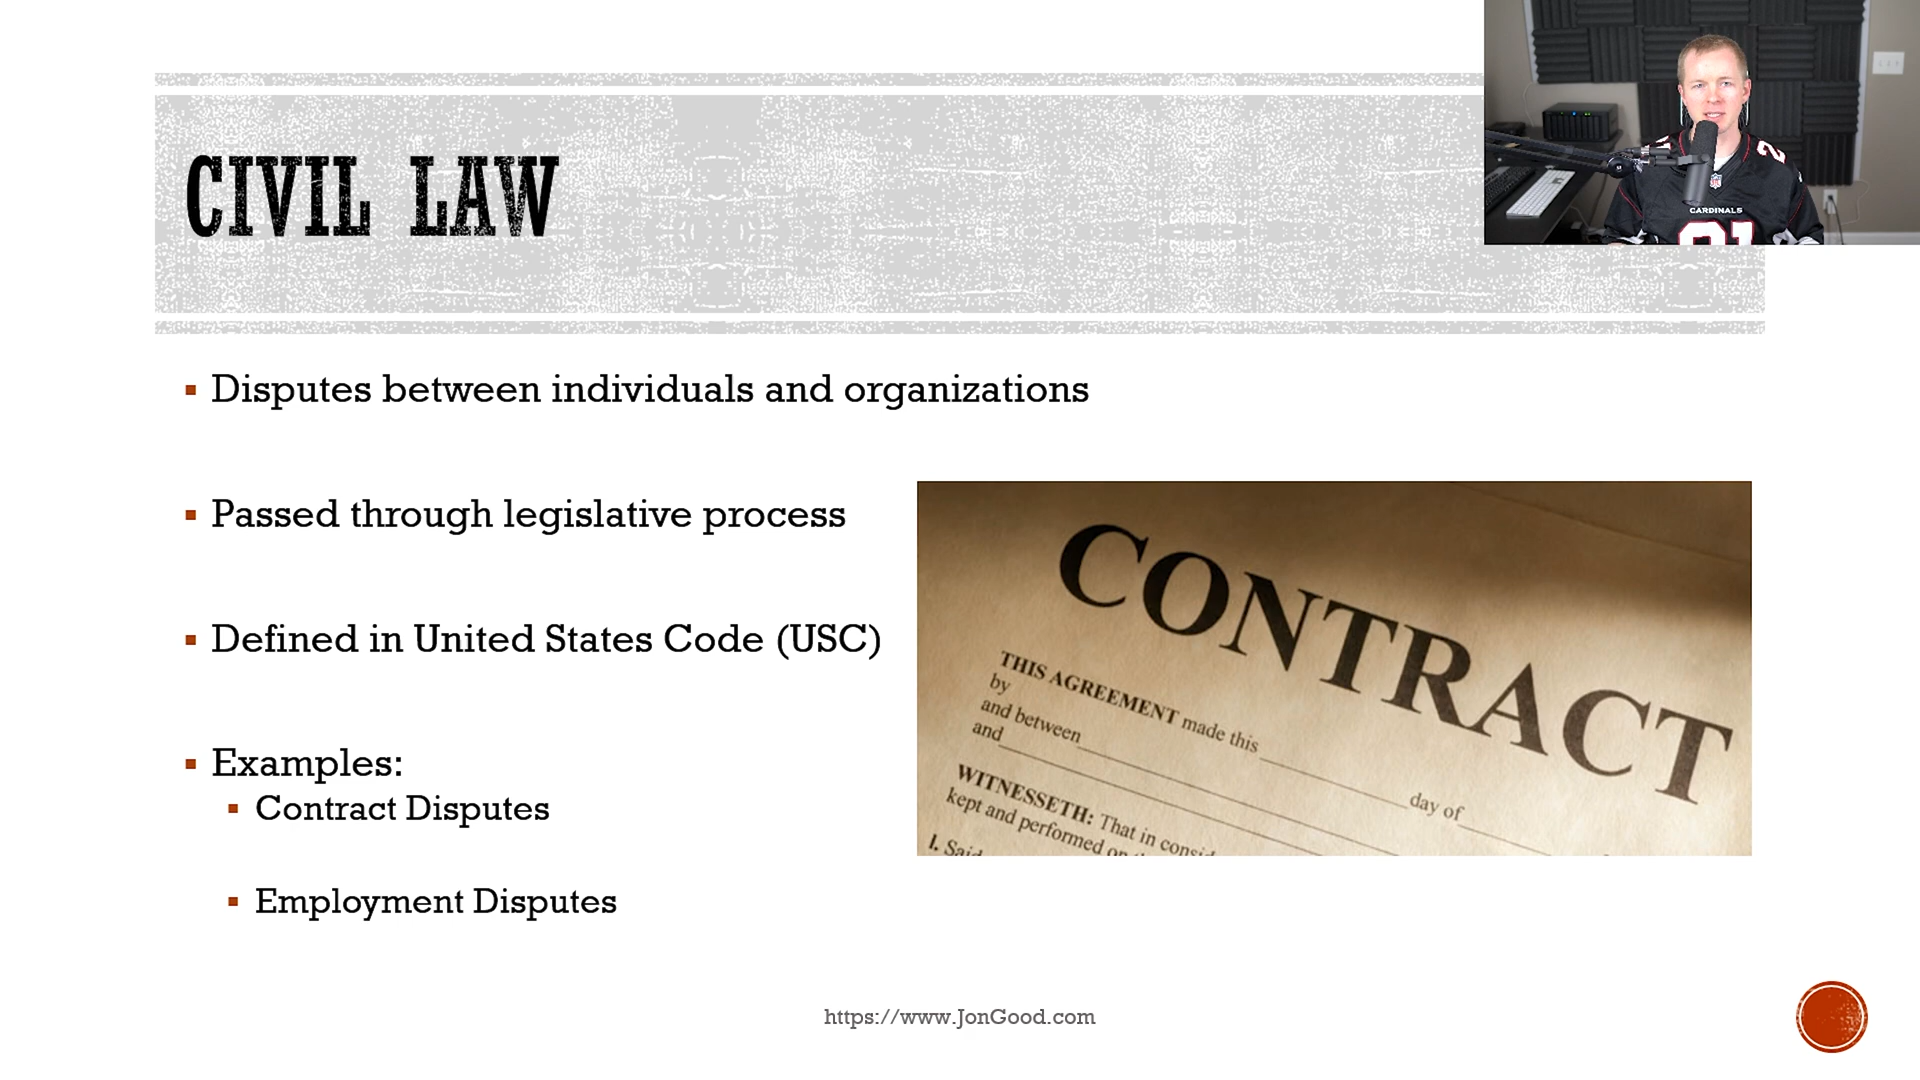 CIVIL LAW
CARDINALS
21
Disputes between individuals and organizations
Passed through legislative process
Defined in United States Code (USC)
Examples:
Contract Disputes
Employment Disputes
CONTRACT
THIS AGREEMENT made this
by
day of
and between
and
WITNESSETH: That in
kept and performed on
I. Said
https://www.JonGood.com